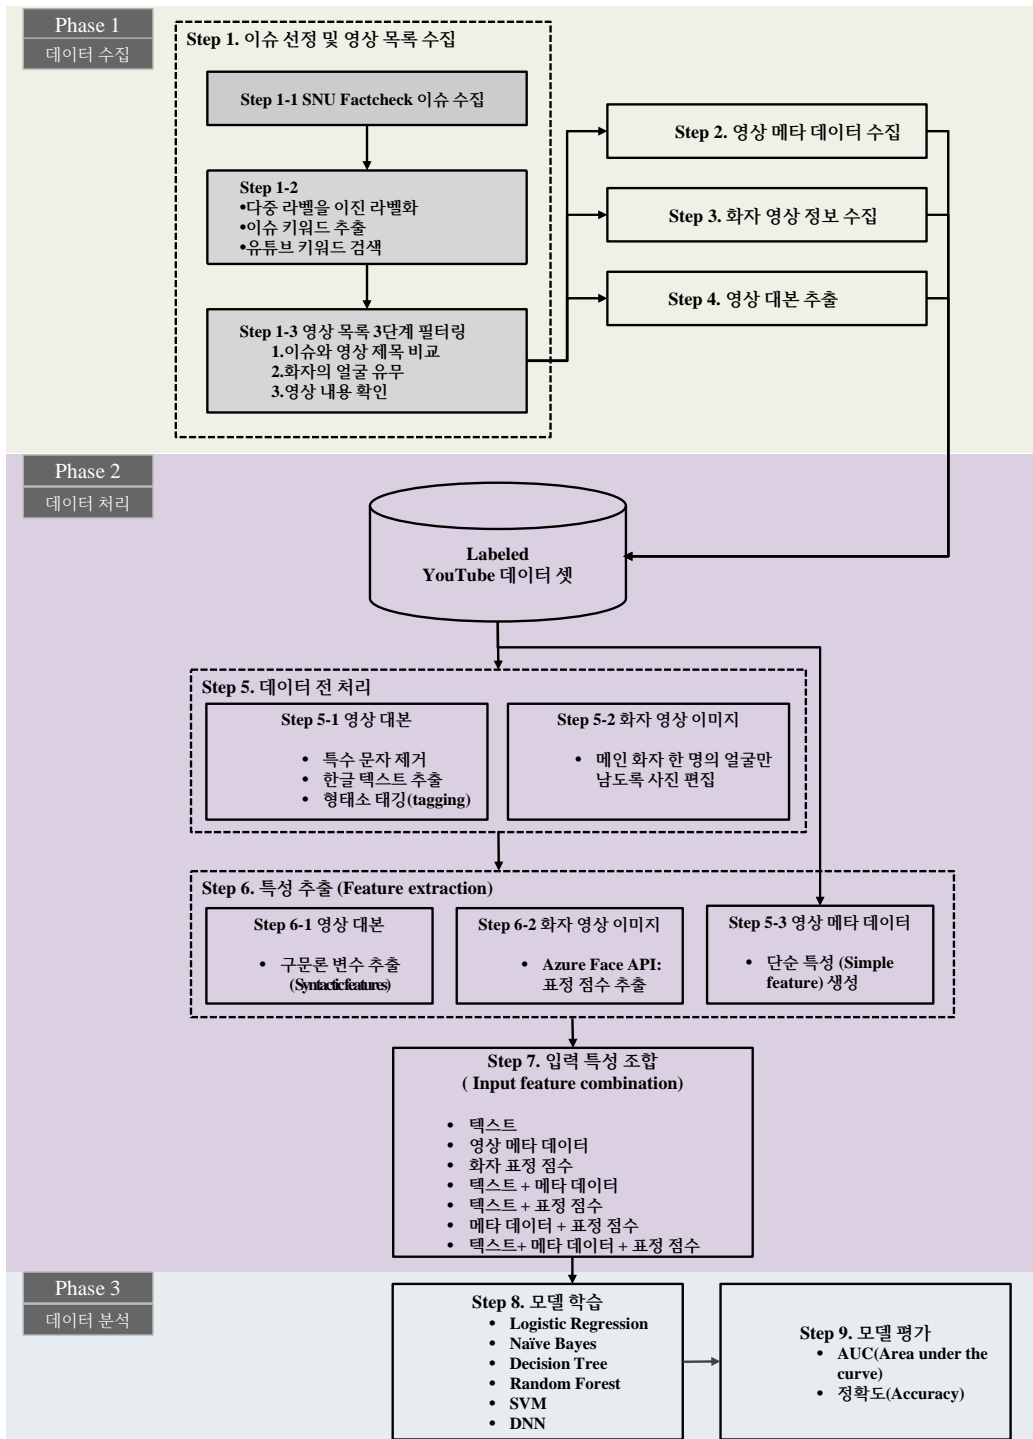 Phase 1
데이터 수집
Step 1. 이슈 선정 및 영상 목록 수집
Step 1-1 SNU Factcheck 이슈 수집
Step 1-2
•다중 라벨을 이진 라벨화
•이슈 키워드 추출
•유튜브 키워드 검색
Step 1-3 영상 목록 3단계 필터링
1.이슈와 영상 제목 비교
2.화자의 얼굴 유무
3.영상 내용 확인
Step 2. 영상 메타 데이터 수집
Step 3. 화자 영상 정보 수집
Step 4. 영상 대본 추출
Phase 2
데이터 처리
Labeled
YouTube 데이터 셋
Step 5. 데이터 전 처리
Step 5-1 영상 대본
• 특수 문자 제거
• 한글 텍스트 추출
• 형태소 태깅(tagging)
Step 5-2 화자 영상 이미지
• 메인 화자 한 명의 얼굴만
남도록 사진 편집
Step 6. 특성 추출 (Feature extraction)
Step 6-1 영상 대본
• 구문론 변수 추출
(Syntactic features)
Step 6-2 화자 영상 이미지
• Azure Face API:
표정 점수 추출
Step 5-3 영상 메타 데이터
• 단순 특성 (Simple
feature) 생성
Step 7. 입력 특성 조합
( Input feature combination)
• 텍스트
• 영상 메타 데이터
• 화자 표정 점수
• 텍스트 + 메타 데이터
• 텍스트 + 표정 점수
• 메타 데이터 + 표정 점수
• 텍스트+ 메타 데이터 + 표정 점수
Phase 3
데이터 분석
Step 8. 모델 학습
• Logistic Regression
• Naïve Bayes
• Decision Tree
• Random Forest
• SVM
• DNN
Step 9. 모델 평가
• AUC(Area under the
curve)
• 정확도(Accuracy)